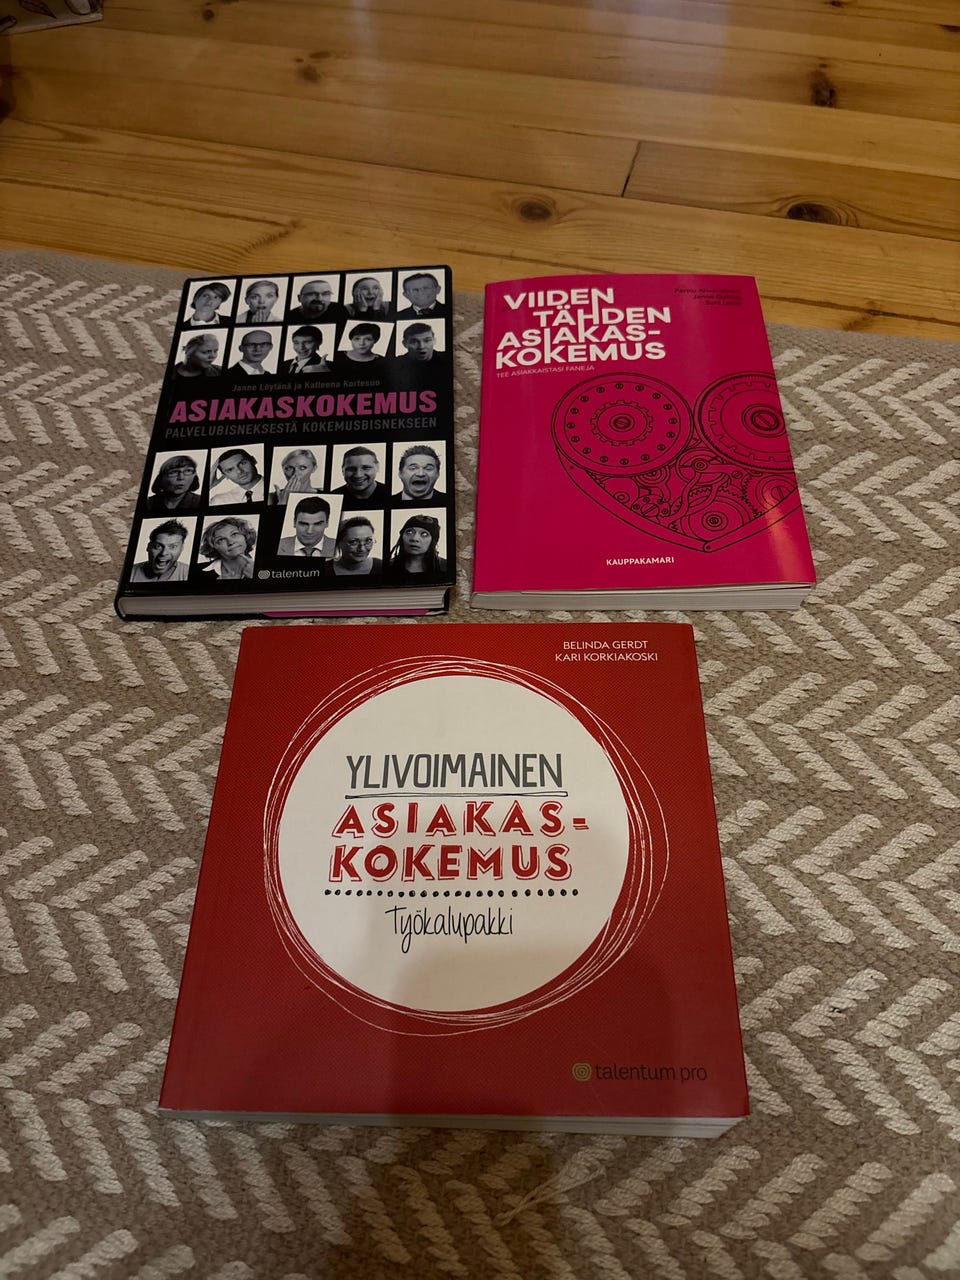 Janne Löytänä ja Kalleena Kortesuo
ASIAKASKOKEMUS
PALVELUBISNEKSESTÄ KOKEMUSBISNEKSEEN
talentum
VIIDEN
TÄHDEN
ASIAKAS-
KOKEMUS
TEE ASIAKKAISTASI FANEJA
KAUPPAKAMARI
BELINDA GERDT
KARI KORKIAKOSKI
YLIVOIMAINEN
ASIAKAS-
KOKEMUS
Työkalupakki
talentum pro